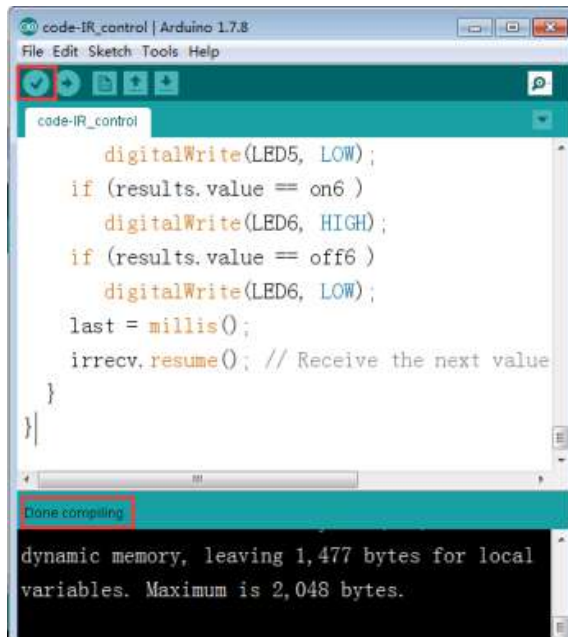 code-IR_control | Arduino 1.7.8
File Edit Sketch Tools Help
code-IR_control
digitalWrite(LED5, LOW);
if (results.value == on6 )
digitalWrite(LED6, HIGH);
if (results.value == off6 )
digitalWrite(LED6, LOW);
last = millis();
irrecv.resume(); // Receive the next value
}
}
Done compiling
dynamic memory, leaving 1,477 bytes for local
variables. Maximum is 2,048 bytes.